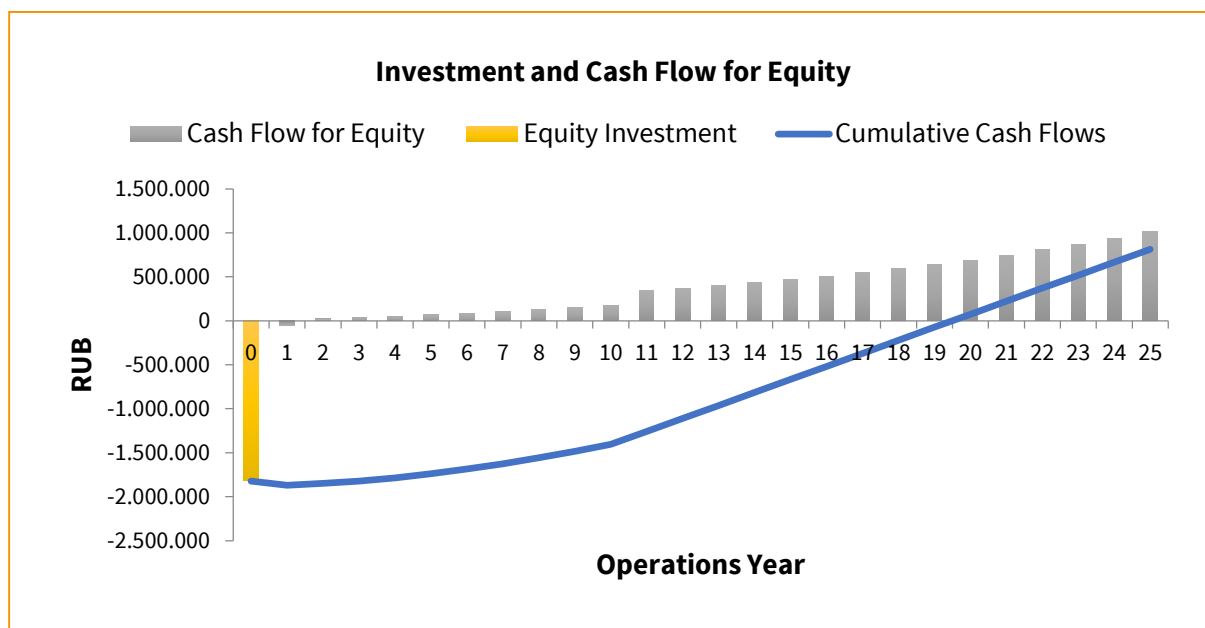 Investment and Cash Flow for Equity
Cash Flow for Equity Equity Investment Cumulative Cash Flows
1.500.000
1.000.000
500.000
0
-500.000
-1.000.000
-1.500.000
-2.000.000
-2.500.000
RUB
0 1 2 3 4 5 6 7 8 9 10 11 12 13 14 15 16 17 18 19 20 21 22 23 24 25
Operations Year